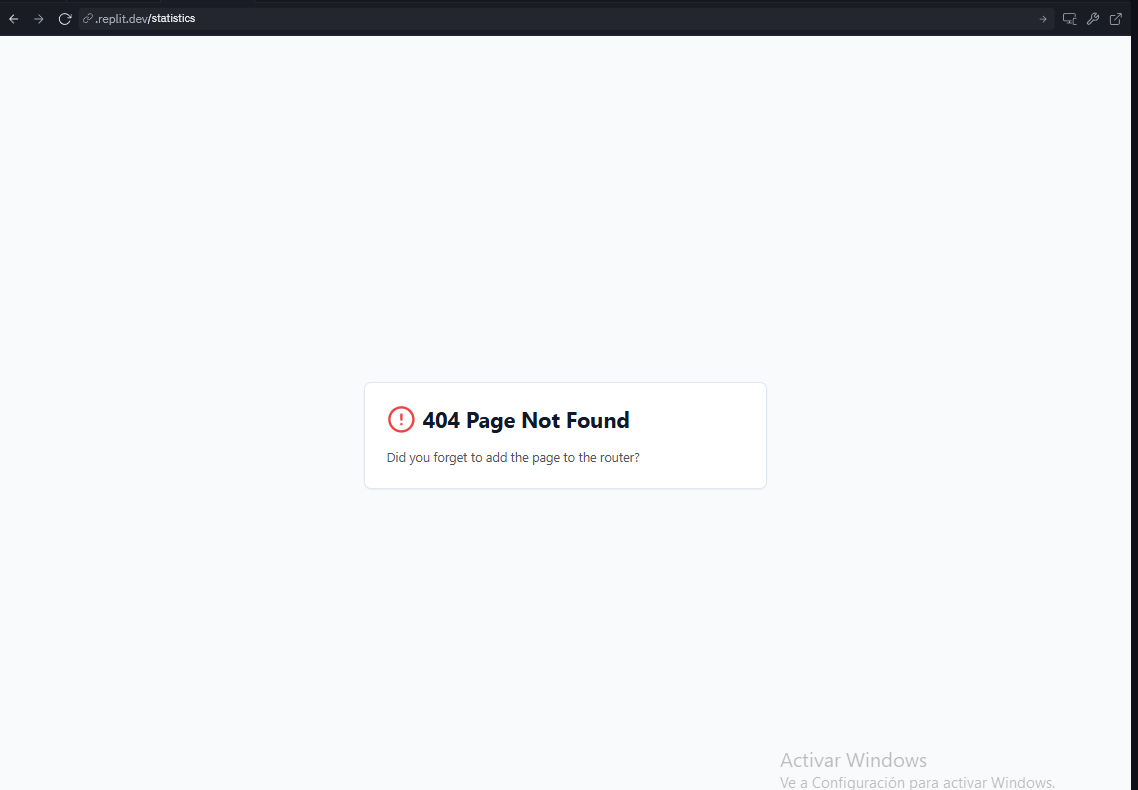 .replit.dev/statistics
404 Page Not Found
Did you forget to add the page to the router?
Activar Windows
Ve a Configuración para activar Windows.